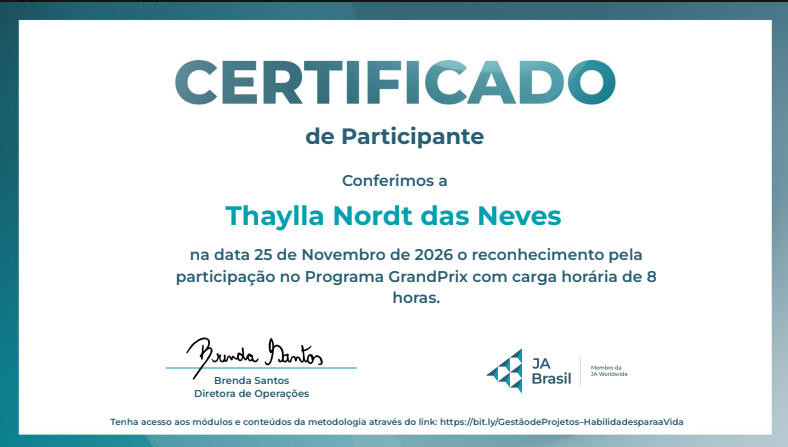 CERTIFICADO
de Participante
Conferimos a
Thaylla Nordt das Neves
na data 25 de Novembro de 2026 o reconhecimento pela
participação no Programa GrandPrix com carga horária de 8
horas.
Brenda Santos
Brenda Santos
Diretora de Operações
JA
Brasil
Membro da
JA Worldwide
Tenha acesso aos módulos e conteúdos da metodologia através do link: https://bit.ly/GestãodeProjetos–HabilidadesparaaVida